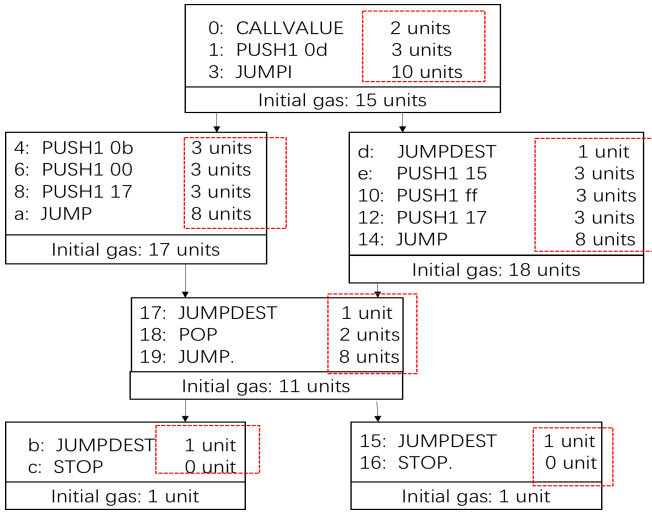 0: CALLVALUE 2 units
1: PUSH1 0d 3 units
3: JUMPI 10 units
Initial gas: 15 units
4: PUSH1 0b 3 units
6: PUSH1 00 3 units
8: PUSH1 17 3 units
a: JUMP 8 units
Initial gas: 17 units
d: JUMPDEST 1 unit
e: PUSH1 15 3 units
10: PUSH1 ff 3 units
12: PUSH1 17 3 units
14: JUMP 8 units
Initial gas: 18 units
17: JUMPDEST 1 unit
18: POP 2 units
19: JUMP. 8 units
Initial gas: 11 units
b: JUMPDEST 1 unit
c: STOP 0 unit
Initial gas: 1 unit
15: JUMPDEST 1 unit
16: STOP. 0 unit
Initial gas: 1 unit